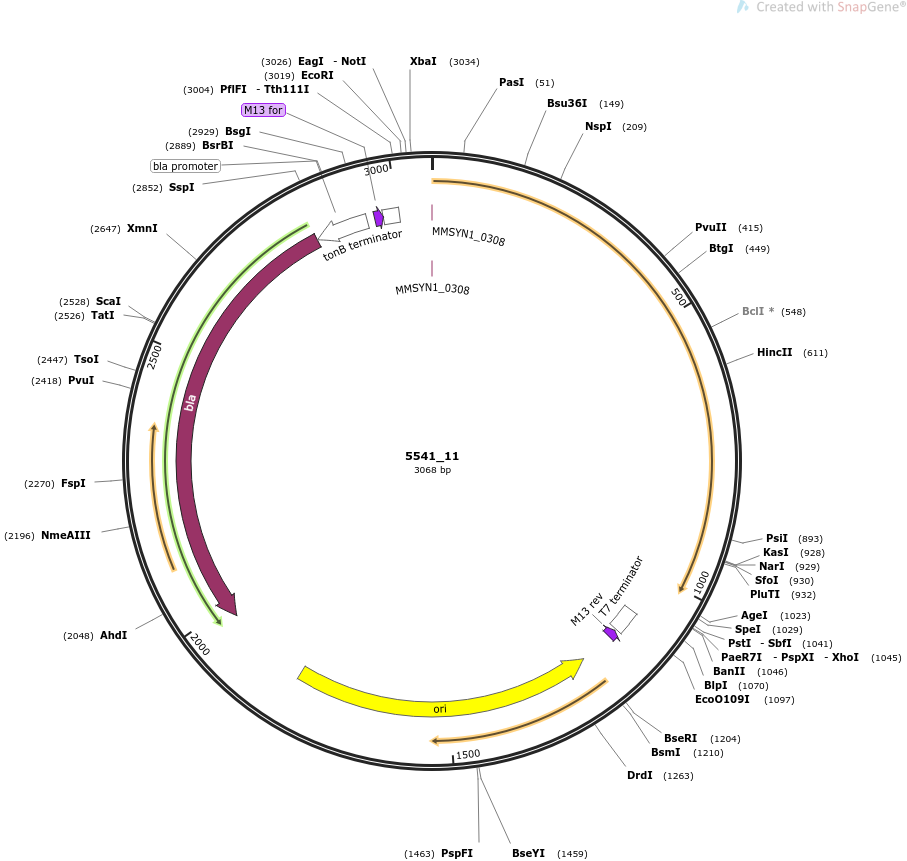 Created with SnapGene®
(3026) EagI - NotI
(3019) EcoRI
(3004) PflFI - Tth111I
M13 for
(2929) BsgI
(2889) BsrBI
bla promoter
(2852) SspI
(2647) XmnI
(2528) ScaI
(2526) TatI
(2447) TsoI
(2418) PvuI
(2270) FspI
(2196) NmeAIII
(2048) AhdI
XbaI (3034)
PasI (51)
Bsu36I (149)
NspI (209)
PvuII (415)
BtgI (449)
BclI * (548)
HincII (611)
PsiI (893)
KasI (928)
NarI (929)
SfoI (930)
PluTI (932)
AgeI (1023)
SpeI (1029)
PstI - SbfI (1041)
PaeR7I - PspXI - XhoI (1045)
BanII (1046)
BlpI (1070)
EcoO109I (1097)
BseRI (1204)
BsmI (1210)
DrdI (1263)
BseYI (1459)
(1463) PspFI
500
1000
1500
2000
2500
3000
tonB terminator
MMSYN1_0308
MMSYN1_0308
bla
5541_11
3068 bp
M13 rev
T7 terminator
ori